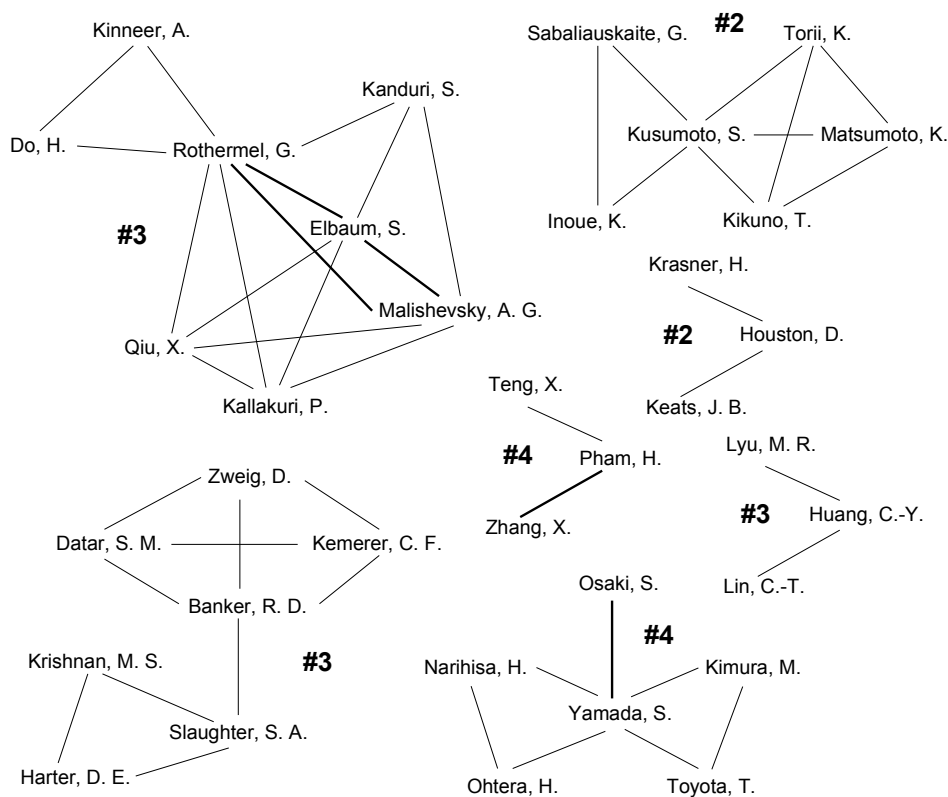 Kinneer, A.
Sabaliauskaite, G.
#2
Torii, K.
Kanduri, S.
Do, H.
Rothermel, G.
Kusumoto, S.
Matsumoto, K.
#3
Elbaum, S.
Inoue, K.
Kikuno, T.
Krasner, H.
Malishevsky, A. G.
#2
Houston, D.
Qiu, X.
Teng, X.
Kallakuri, P.
Keats, J. B.
#4
Pham, H.
Lyu, M. R.
Zweig, D.
Zhang, X.
#3
Huang, C.-Y.
Datar, S. M.
Kemerer, C. F.
Osaki, S.
Lin, C.-T.
Banker, R. D.
#4
Krishnan, M. S.
#3
Narihisa, H.
Kimura, M.
Yamada, S.
Slaughter, S. A.
Harter, D. E.
Ohtera, H.
Toyota, T.